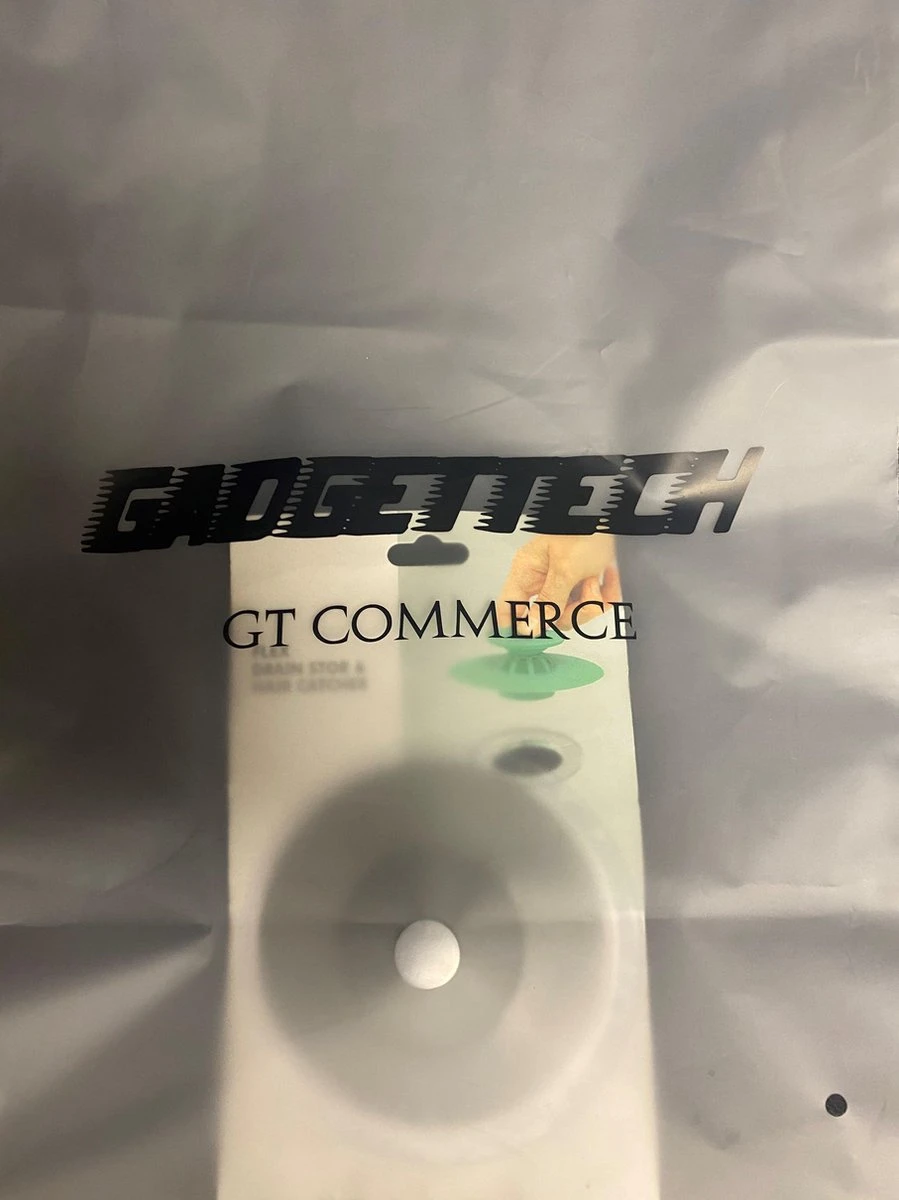 GADGETTECH
GT COMMERCE
FLEX
DRAIN STOP &
HAIR CATCHER